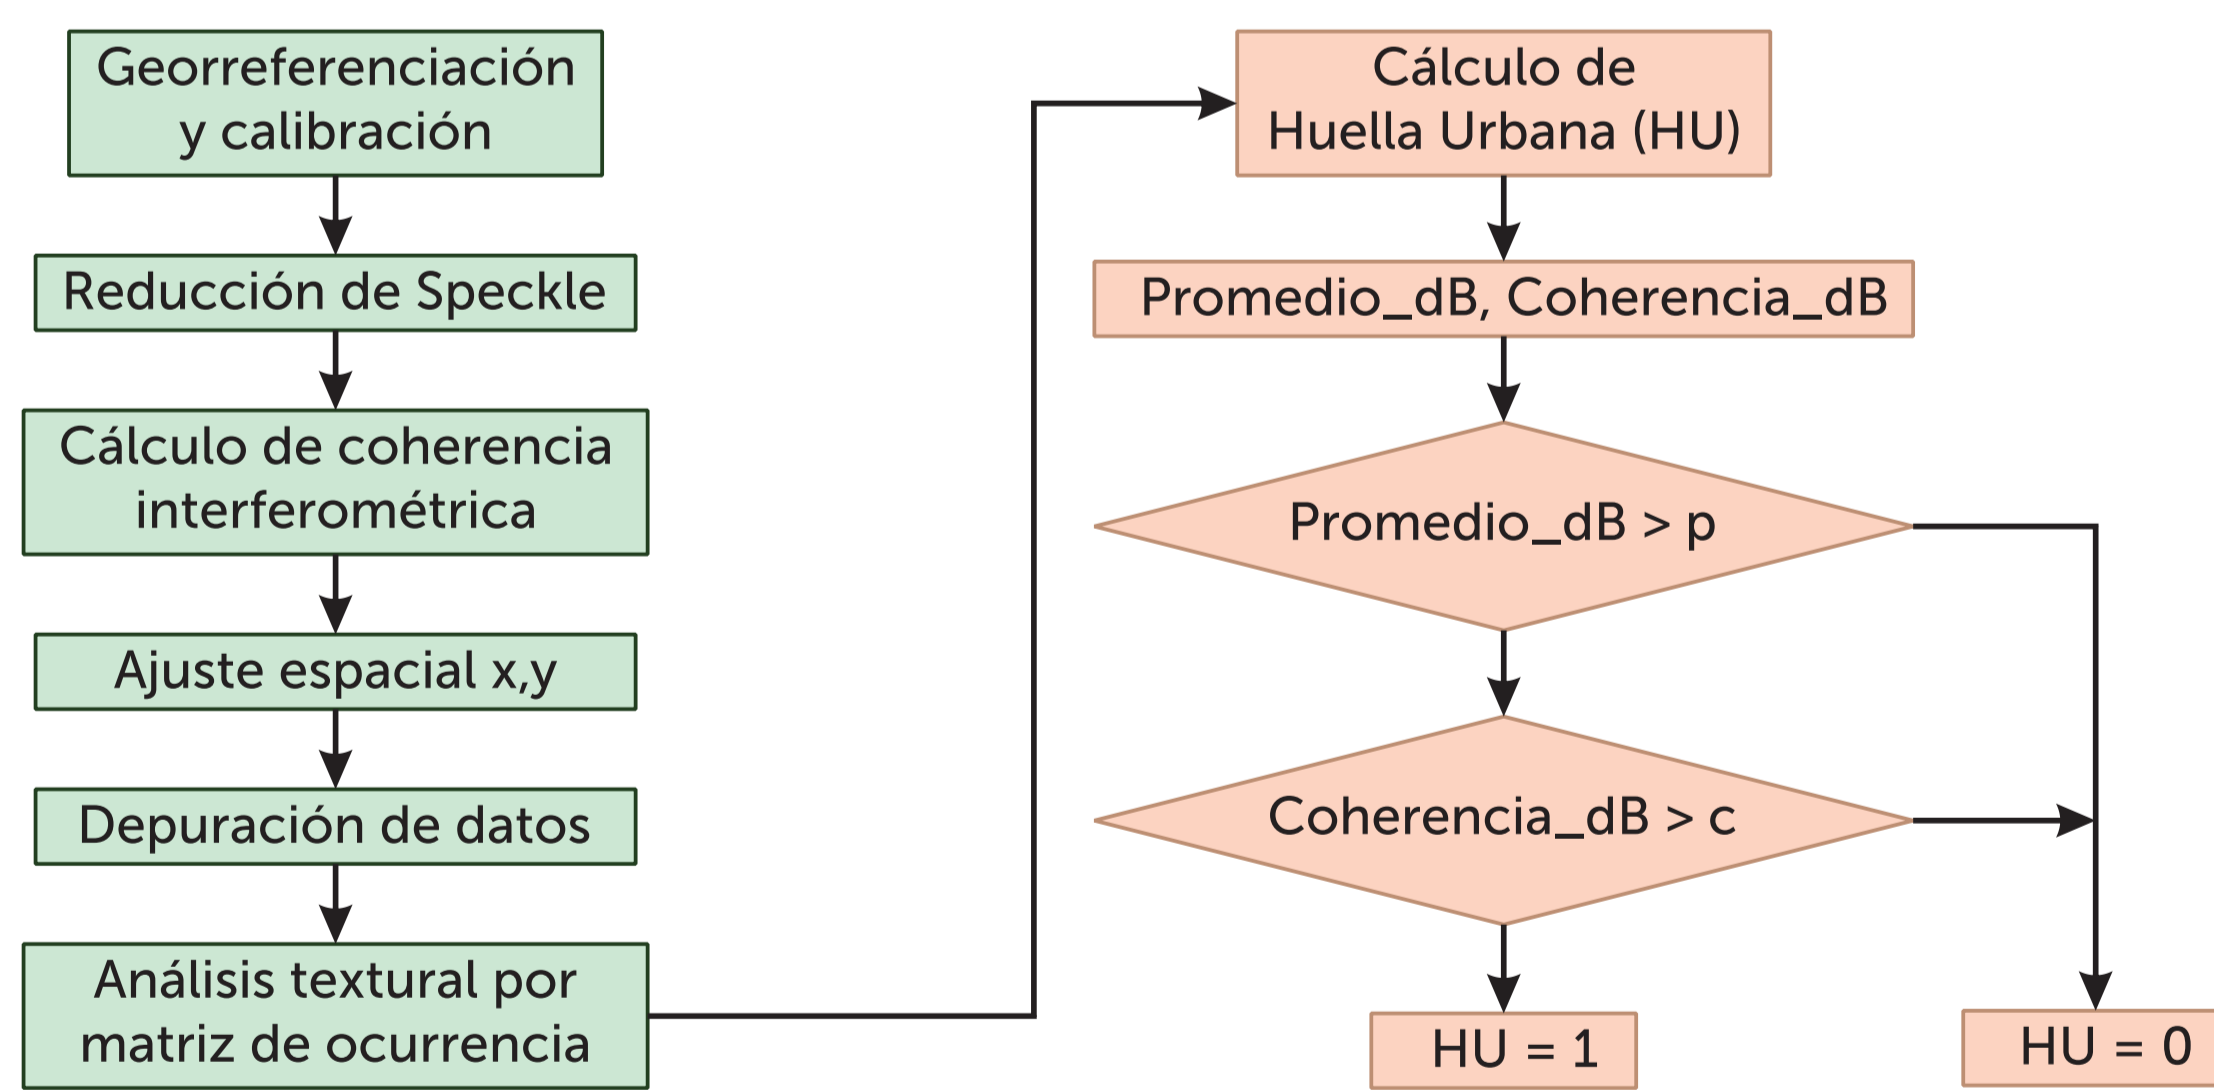 Georreferenciación
y calibración
Reducción de Speckle
Cálculo de coherencia
interferométrica
Ajuste espacial x,y
Depuración de datos
Análisis textural por
matriz de ocurrencia
Cálculo de
Huella Urbana (HU)
Promedio_dB, Coherencia_dB
Promedio_dB > p
Coherencia_dB > c
HU = 1
HU = 0